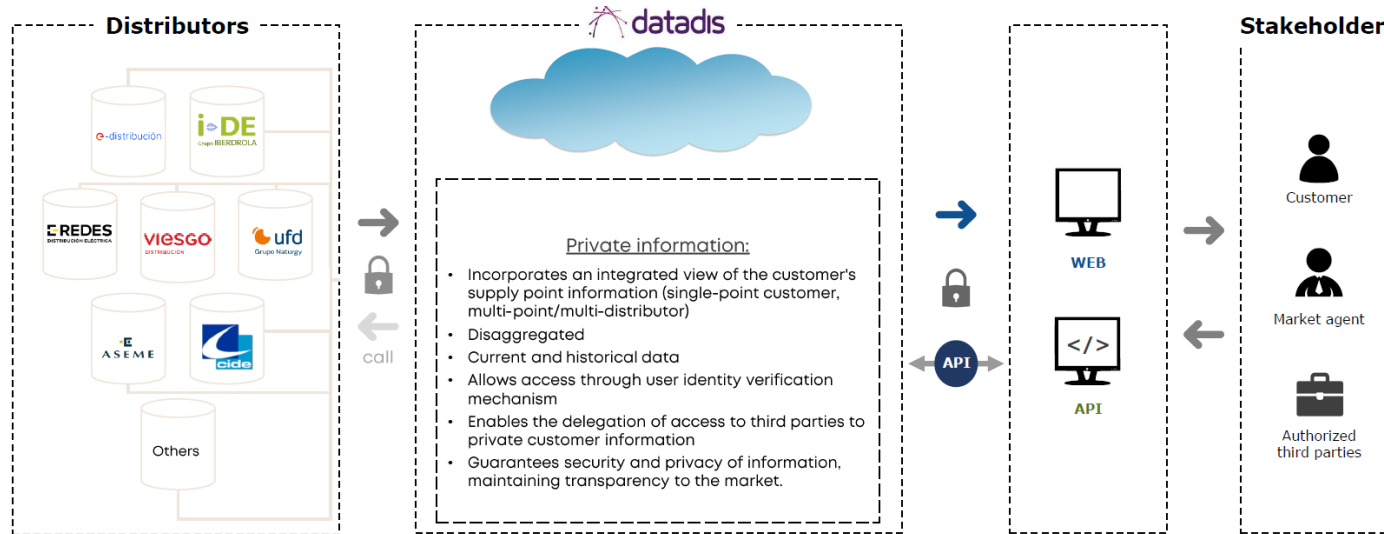 Distributors
datadis
Stakeholder
e-distribución
i-DE
Grupo IBERDROLA
E-REDES
DISTRIBUCIÓN ELÉCTRICA
viesgo
DISTRIBUCIÓN
ufd
Grupo Naturgy
ASEME
cide
Others
call
Private information:
• Incorporates an integrated view of the customer's
supply point information (single-point customer,
multi-point/multi-distributor)
• Disaggregated
• Current and historical data
• Allows access through user identity verification
mechanism
• Enables the delegation of access to third parties to
private customer information
• Guarantees security and privacy of information,
maintaining transparency to the market.
API
WEB
</>
API
Customer
Market agent
Authorized
third parties